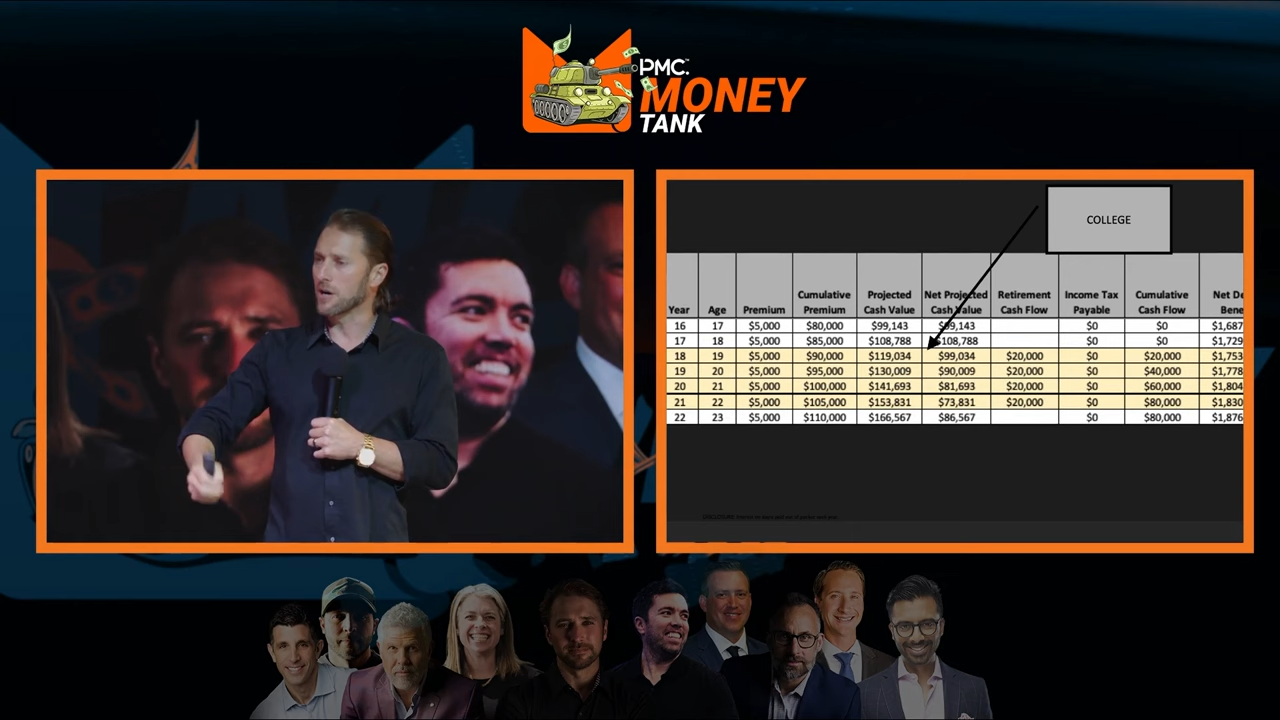 PMC.™
MONEY
TANK
COLLEGE
Year Age Premium Cumulative Premium Projected Cash Value Net Projected Cash Value Retirement Cash Flow Income Tax Payable Cumulative Cash Flow Net De Bene
16 17 $5,000 $80,000 $99,143 $99,143 $0 $0 $1,687
17 18 $5,000 $85,000 $108,788 $108,788 $0 $0 $1,729
18 19 $5,000 $90,000 $119,034 $99,034 $20,000 $0 $20,000 $1,753
19 20 $5,000 $95,000 $130,009 $90,009 $20,000 $0 $40,000 $1,778
20 21 $5,000 $100,000 $141,693 $81,693 $20,000 $0 $60,000 $1,804
21 22 $5,000 $105,000 $153,831 $73,831 $20,000 $0 $80,000 $1,830
22 23 $5,000 $110,000 $166,567 $86,567 $0 $80,000 $1,876